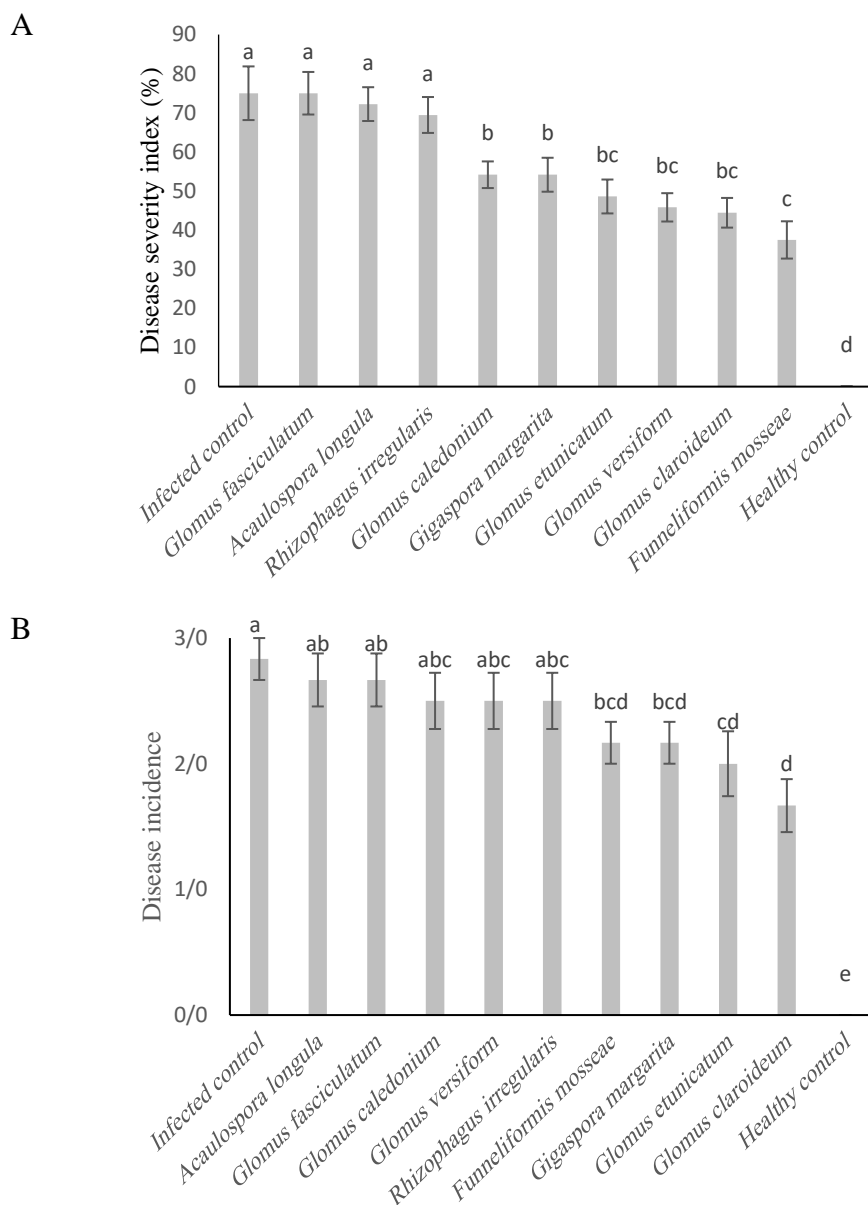 A
Disease severity index (%)
90
80
70
60
50
40
30
20
10
0
a
a
a
a
b
b
bc
bc
bc
c
d
Infected control
Glomus fasciculatum
Acaulospora longula
Rhizophagus irregularis
Glomus caledonium
Gigaspora margarita
Glomus etunicatum
Glomus versiform
Glomus claroideum
Funneliformis mosseae
Healthy control
B
Disease incidence
3/0
2/0
1/0
0/0
a
ab
ab
abc
abc
abc
bcd
bcd
cd
d
e
Infected control
Acaulospora longula
Glomus fasciculatum
Glomus caledonium
Glomus versiform
Rhizophagus irregularis
Funneliformis mosseae
Gigaspora margarita
Glomus etunicatum
Glomus claroideum
Healthy control